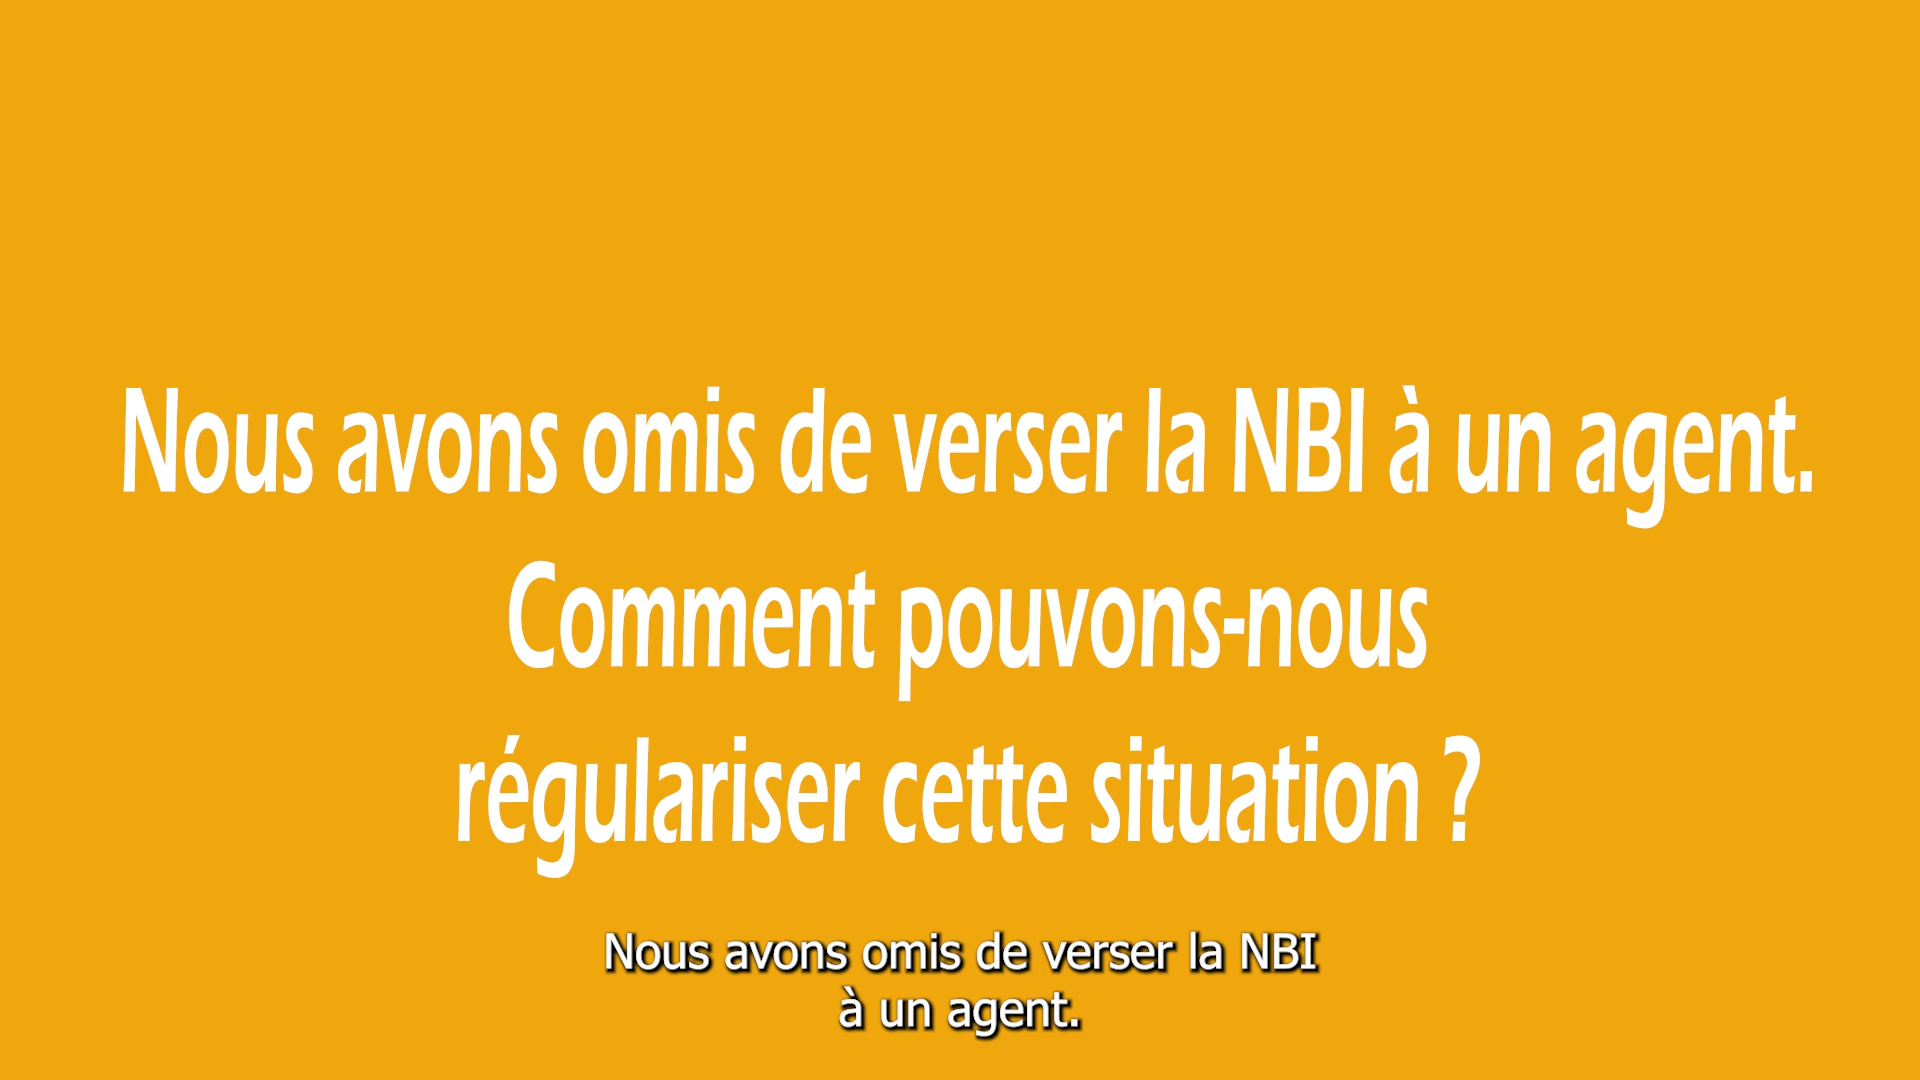 Nous avons omis de verser la NBI à un agent.
Comment pouvons-nous
régulariser cette situation ?
Nous avons omis de verser la NBI
à un agent.